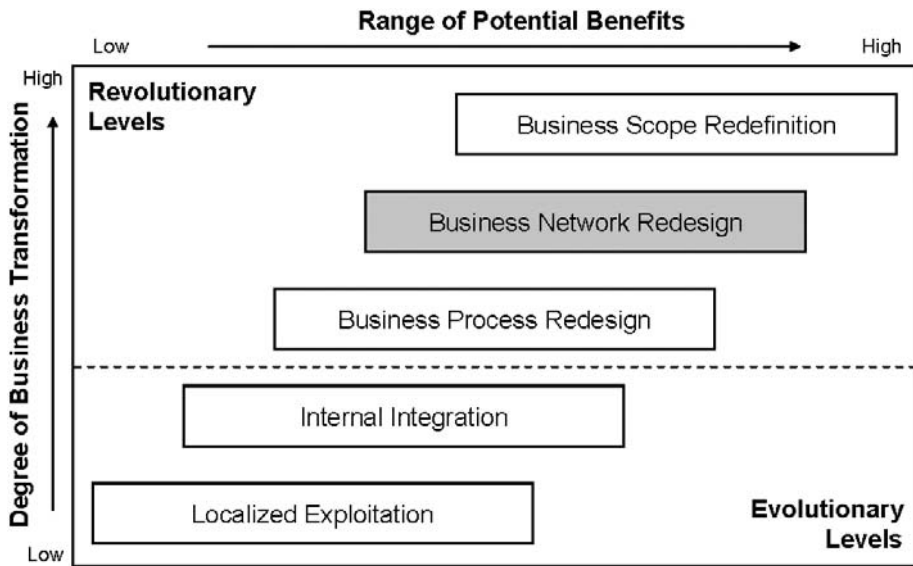 Range of Potential Benefits
Low
High
High
Degree of Business Transformation
Low
Revolutionary
Levels
Business Scope Redefinition
Business Network Redesign
Business Process Redesign
Internal Integration
Localized Exploitation
Evolutionary
Levels